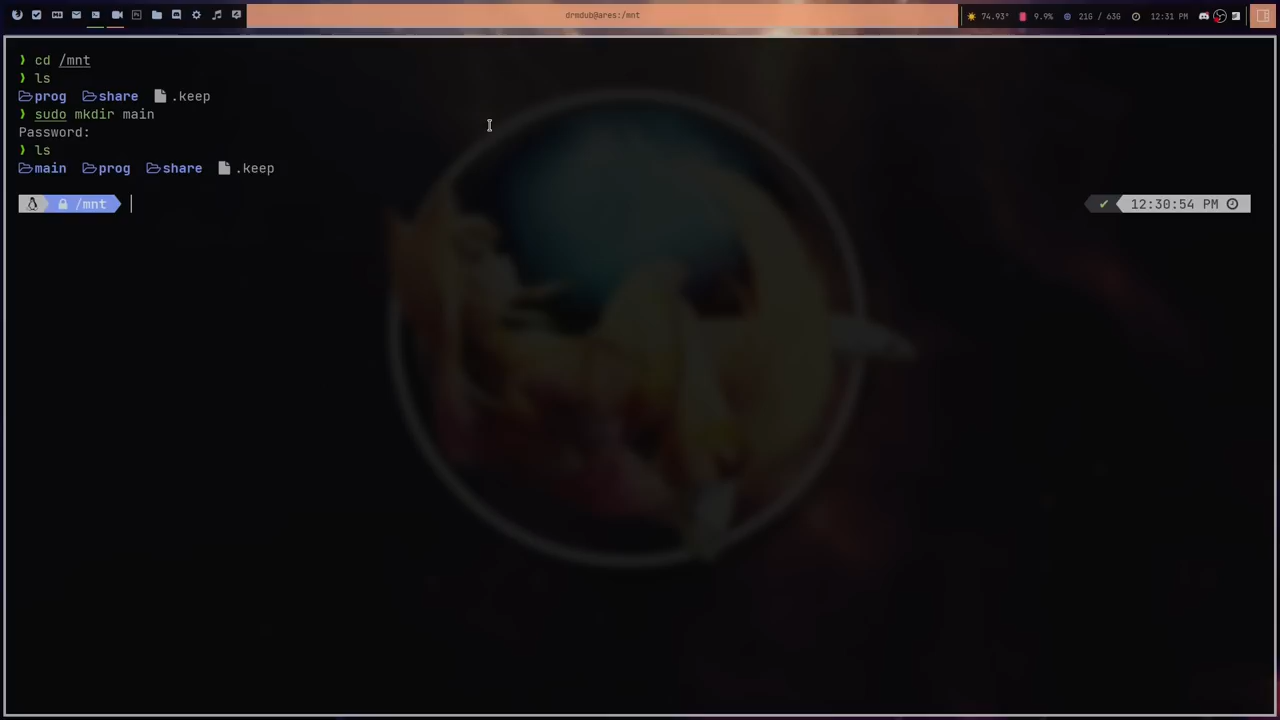 drmdub@ares:/mnt
74.93°
9.9%
21G / 63G
12:31 PM
❯ cd /mnt
❯ ls
prog share .keep
❯ sudo mkdir main
Password:
❯ ls
main prog share .keep
/mnt
✔ 12:30:54 PM